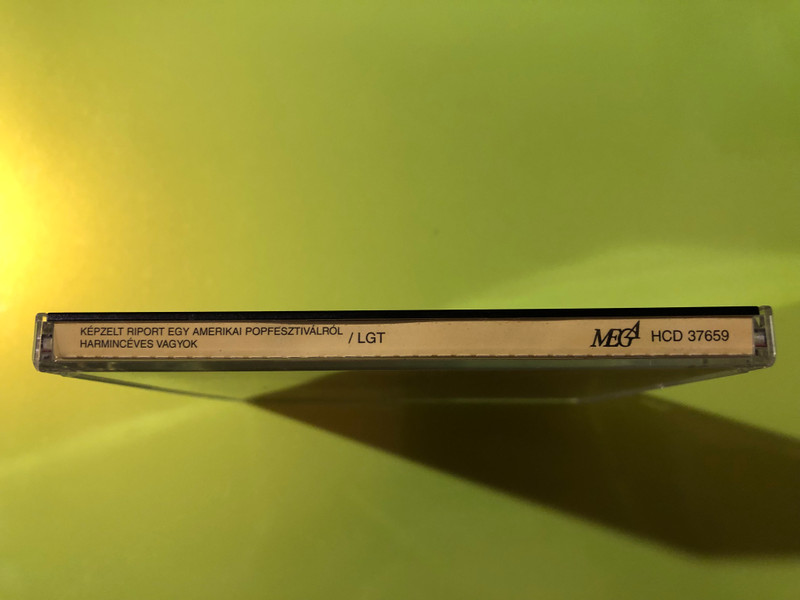 KÉPZELT RIPORT EGY AMERIKAI POPFESZTIVÁLRÓL
HARMINCÉVES VAGYOK
/ LGT
MEGA HCD 37659